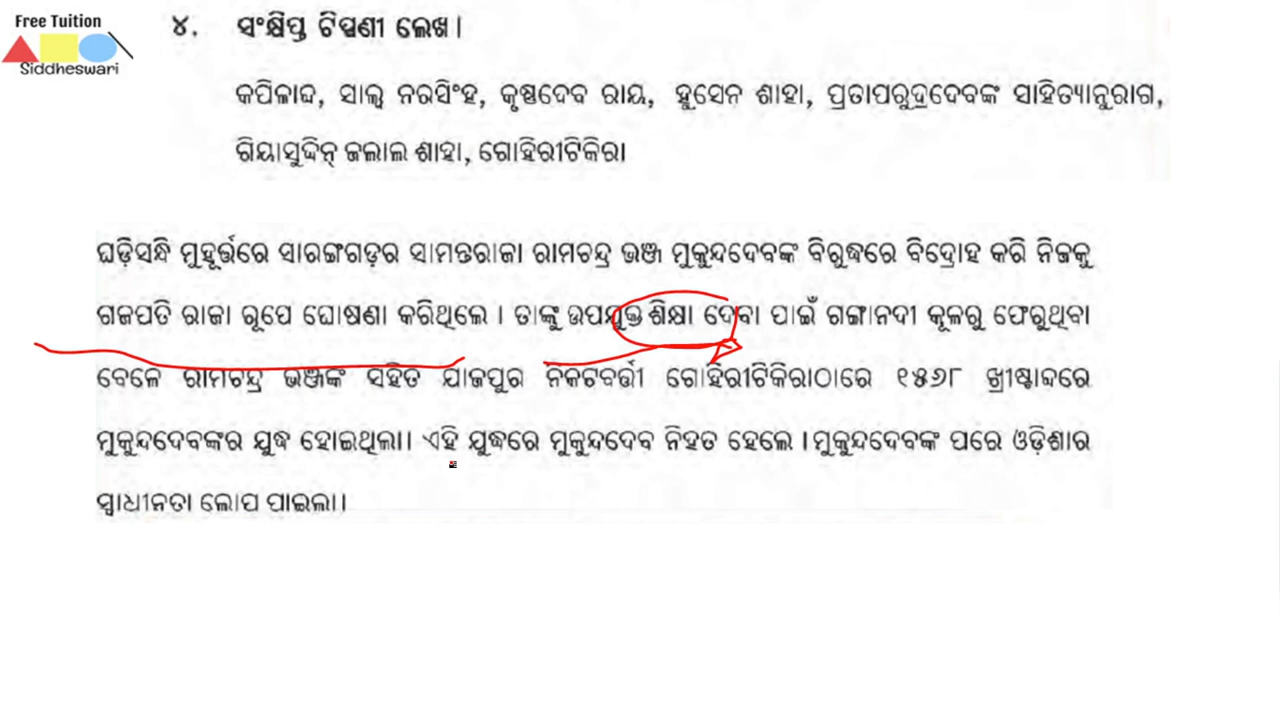 Free Tuition
Siddheswari
୪. ସଂକ୍ଷିପ୍ତ ଟିପ୍ପଣୀ ଲେଖ।
କପିଳାବ୍ଦ, ସାଲ୍ଵ ନରସିଂହ, କୃଷ୍ଣଦେବ ରାୟ, ହୁସେନ ଶାହା, ପ୍ରତାପରୁଦ୍ରଦେବଙ୍କ ସାହିତ୍ୟାନୁରାଗ,
ଗିୟାସୁଦ୍ଦିନ୍ ଜଲାଲ ଶାହା, ଗୋହିରୀଟିକିରା
ଘଡ଼ିସନ୍ଧି ମୁହୂର୍ତ୍ତରେ ସାରଙ୍ଗଗଡ଼ର ସାମନ୍ତରାଜା ରାମଚନ୍ଦ୍ର ଭଞ୍ଜ ମୁକୁନ୍ଦଦେବଙ୍କ ବିରୁଦ୍ଧରେ ବିଦ୍ରୋହ କରି ନିଜକୁ
ଗଜପତି ରାଜା ରୂପେ ଘୋଷଣା କରିଥିଲେ । ତାଙ୍କୁ ଉପଯୁକ୍ତ ଶିକ୍ଷା ଦେବା ପାଇଁ ଗଙ୍ଗାନଦୀ କୂଳରୁ ଫେରୁଥିବା
ବେଳେ ରାମଚନ୍ଦ୍ର ଭଞ୍ଜଙ୍କ ସହିତ ଯାଜପୁର ନିକଟବର୍ତ୍ତୀ ଗୋହିରୀଟିକିରାଠାରେ ୧୫୬୮ ଖ୍ରୀଷ୍ଟାବ୍ଦରେ
ମୁକୁନ୍ଦଦେବଙ୍କର ଯୁଦ୍ଧ ହୋଇଥିଲା। ଏହି ଯୁଦ୍ଧରେ ମୁକୁନ୍ଦଦେବ ନିହତ ହେଲେ । ମୁକୁନ୍ଦଦେବଙ୍କ ପରେ ଓଡ଼ିଶାର
ସ୍ଵାଧୀନତା ଲୋପ ପାଇଲା।